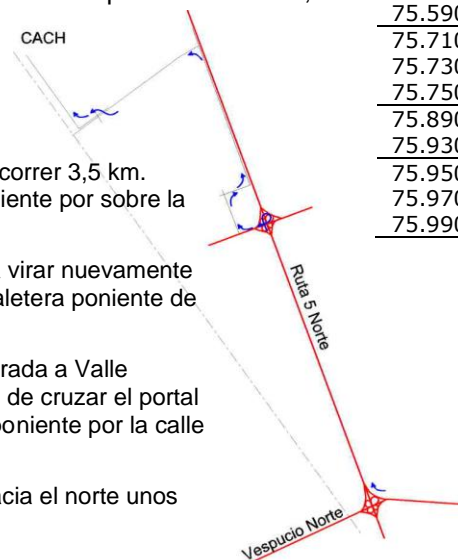 75.590
CACH
75.710
75.730
75.750
75.890
75.930
75.950
75.970
75.990
correr 3,5 km.
iente por sobre la
virar nuevamente
aletera poniente de
Ruta 5 Norte
rada a Valle
de cruzar el portal
poniente por la calle
acia el norte unos
Vespucio Norte